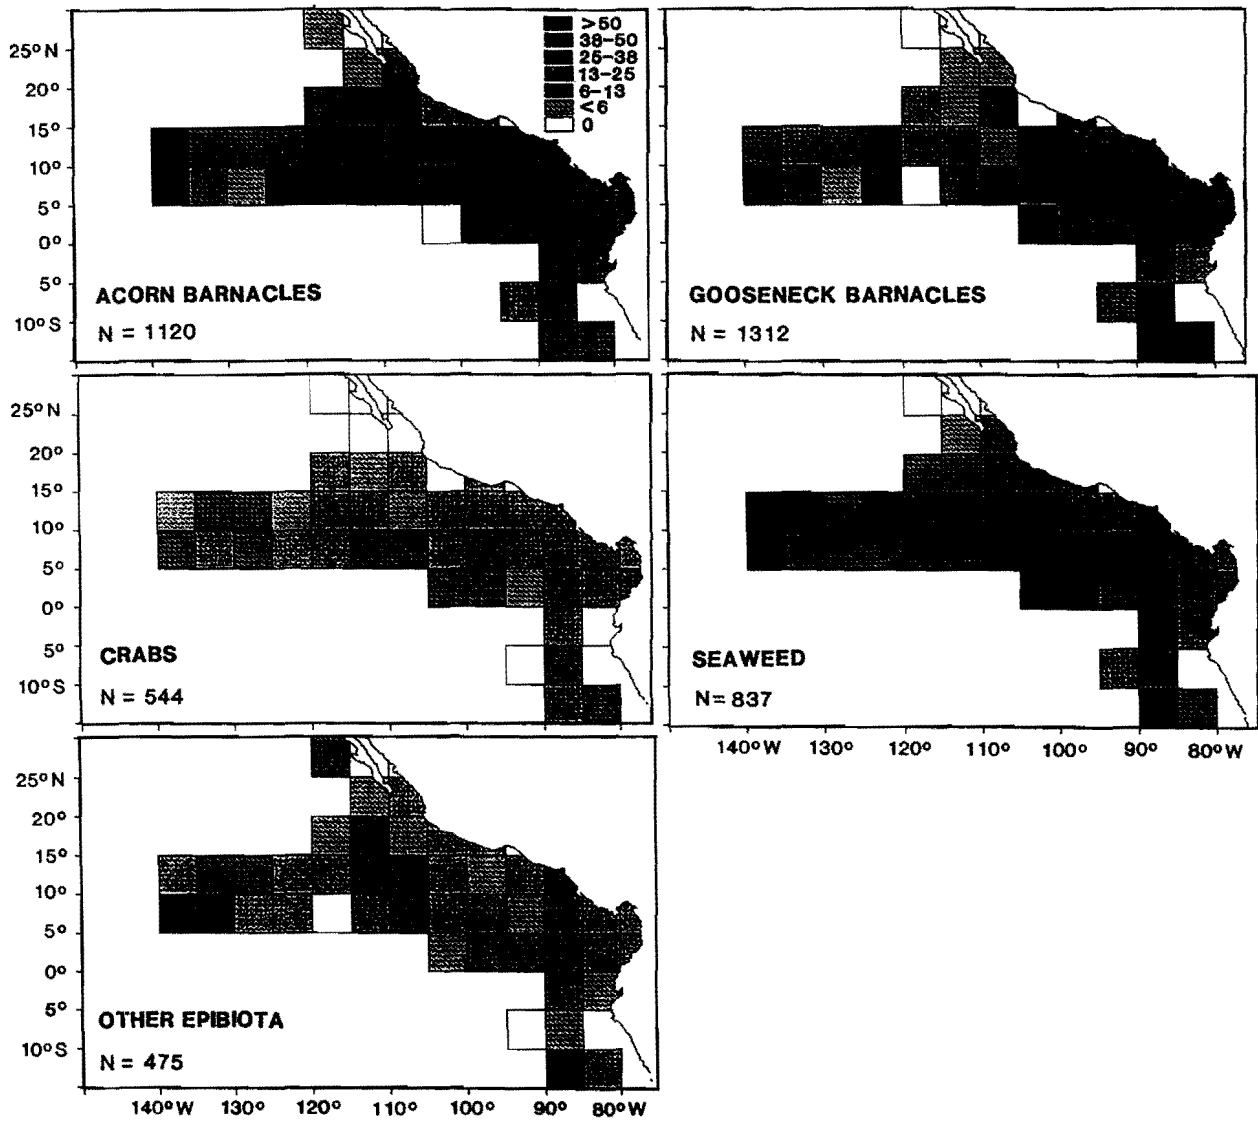 >50
38-50
25-38
13-25
6-13
<6
0
25° N
20°
15°
10°
5°
0°
5°
10° S
ACORN BARNACLES
N = 1120
GOOSENECK BARNACLES
N = 1312
25° N
20°
15°
10°
5°
0°
5°
10° S
CRABS
N = 544
SEAWEED
N= 837
140° W 130° 120° 110° 100° 90° 80° W
25° N
20°
15°
10°
5°
0°
5°
10° S
OTHER EPIBIOTA
N = 475
140° W 130° 120° 110° 100° 90° 80° W